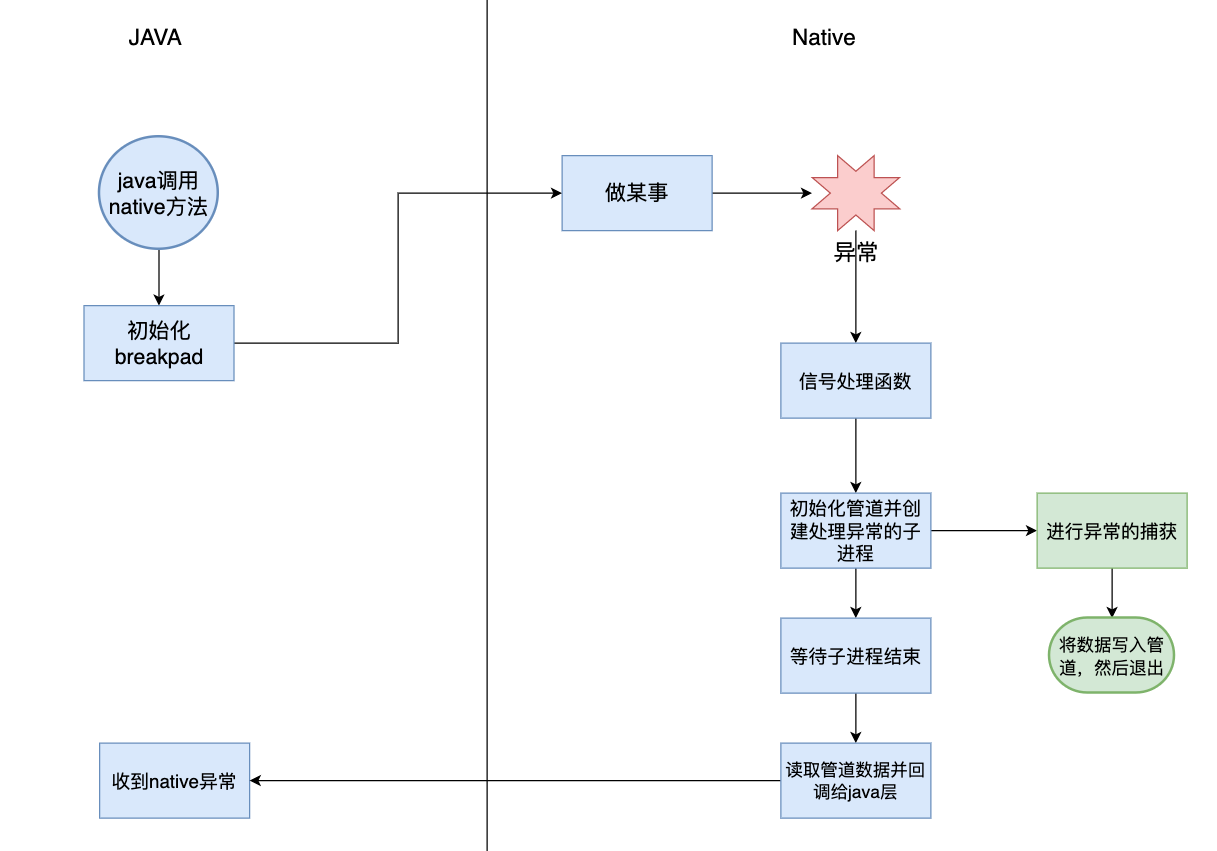 JAVA
Native
java调用
native方法
做某事
异常
初始化
breakpad
信号处理函数
初始化管道并创
建处理异常的子
进程
进行异常的捕获
等待子进程结束
将数据写入管
道，然后退出
收到native异常
读取管道数据并回
调给java层